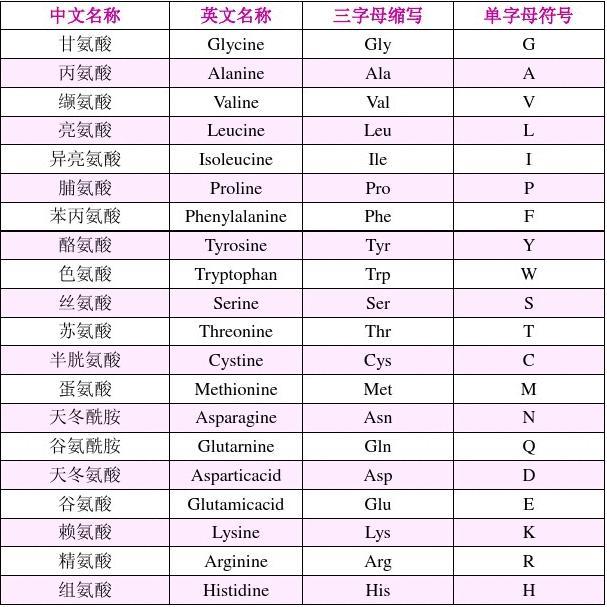 中文名称 英文名称 三字母缩写 单字母符号
甘氨酸 Glycine Gly G
丙氨酸 Alanine Ala A
缬氨酸 Valine Val V
亮氨酸 Leucine Leu L
异亮氨酸 Isoleucine Ile I
脯氨酸 Proline Pro P
苯丙氨酸 Phenylalanine Phe F
酪氨酸 Tyrosine Tyr Y
色氨酸 Tryptophan Trp W
丝氨酸 Serine Ser S
苏氨酸 Threonine Thr T
半胱氨酸 Cystine Cys C
蛋氨酸 Methionine Met M
天冬酰胺 Asparagine Asn N
谷氨酰胺 Glutarnine Gln Q
天冬氨酸 Asparticacid Asp D
谷氨酸 Glutamicacid Glu E
赖氨酸 Lysine Lys K
精氨酸 Arginine Arg R
组氨酸 Histidine His H